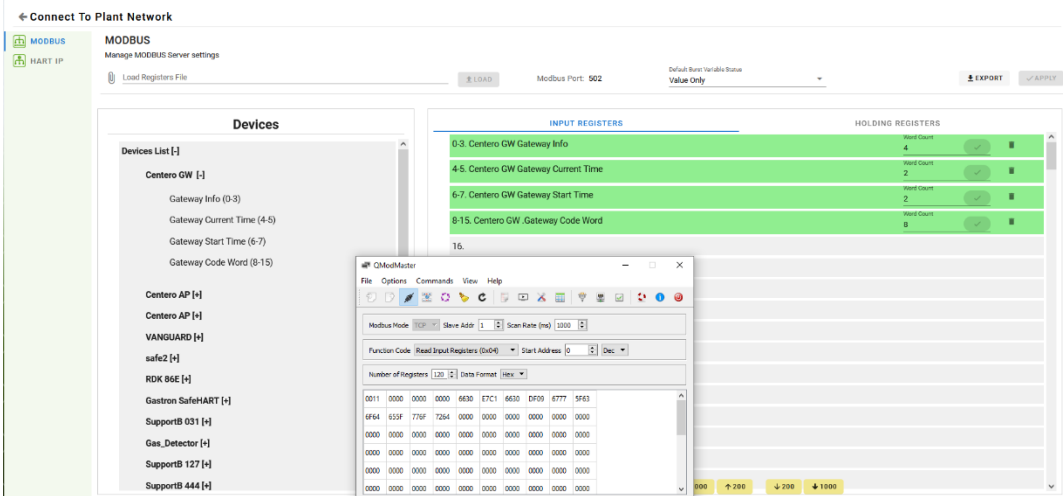 Connect To Plant Network
MODBUS
HART IP
MODBUS
Manage MODBUS Server settings
Load Registers File
LOAD
Modbus Port: 502
Default Burst Variable Status
Value Only
EXPORT
APPLY
Devices
Devices List [-]
Centero GW [-]
Gateway Info (0-3)
Gateway Current Time (4-5)
Gateway Start Time (6-7)
Gateway Code Word (8-15)
Centero AP [+]
Centero AP [+]
VANGUARD [+]
safe2 [+]
RDK 86E [+]
Gastron SafeHART [+]
SupportB 031 [+]
Gas_Detector [+]
SupportB 127 [+]
SupportB 444 [+]
INPUT REGISTERS
HOLDING REGISTERS
0-3. Centero GW Gateway Info
Word Count
4
4-5. Centero GW Gateway Current Time
Word Count
2
6-7. Centero GW Gateway Start Time
Word Count
2
8-15. Centero GW .Gateway Code Word
Word Count
8
16.
QModMaster
File Options Commands View Help
Modbus Mode TCP Slave Addr 1 Scan Rate (ms) 1000
Function Code Read Input Registers (0x04) Start Address 0 Dec
Number of Registers 120 Data Format Hex
0011 0000 0000 0000 6630 E7C1 6630 DF09 6777 5F63
6F64 655F 776F 7264 0000 0000 0000 0000 0000 0000
0000 0000 0000 0000 0000 0000 0000 0000 0000 0000
0000 0000 0000 0000 0000 0000 0000 0000 0000 0000
0000 0000 0000 0000 0000 0000 0000 0000 0000 0000
0000 0000 0000 0000 0000 0000 0000 0000 0000 0000
000 ↑200 ↓200 ↓1000